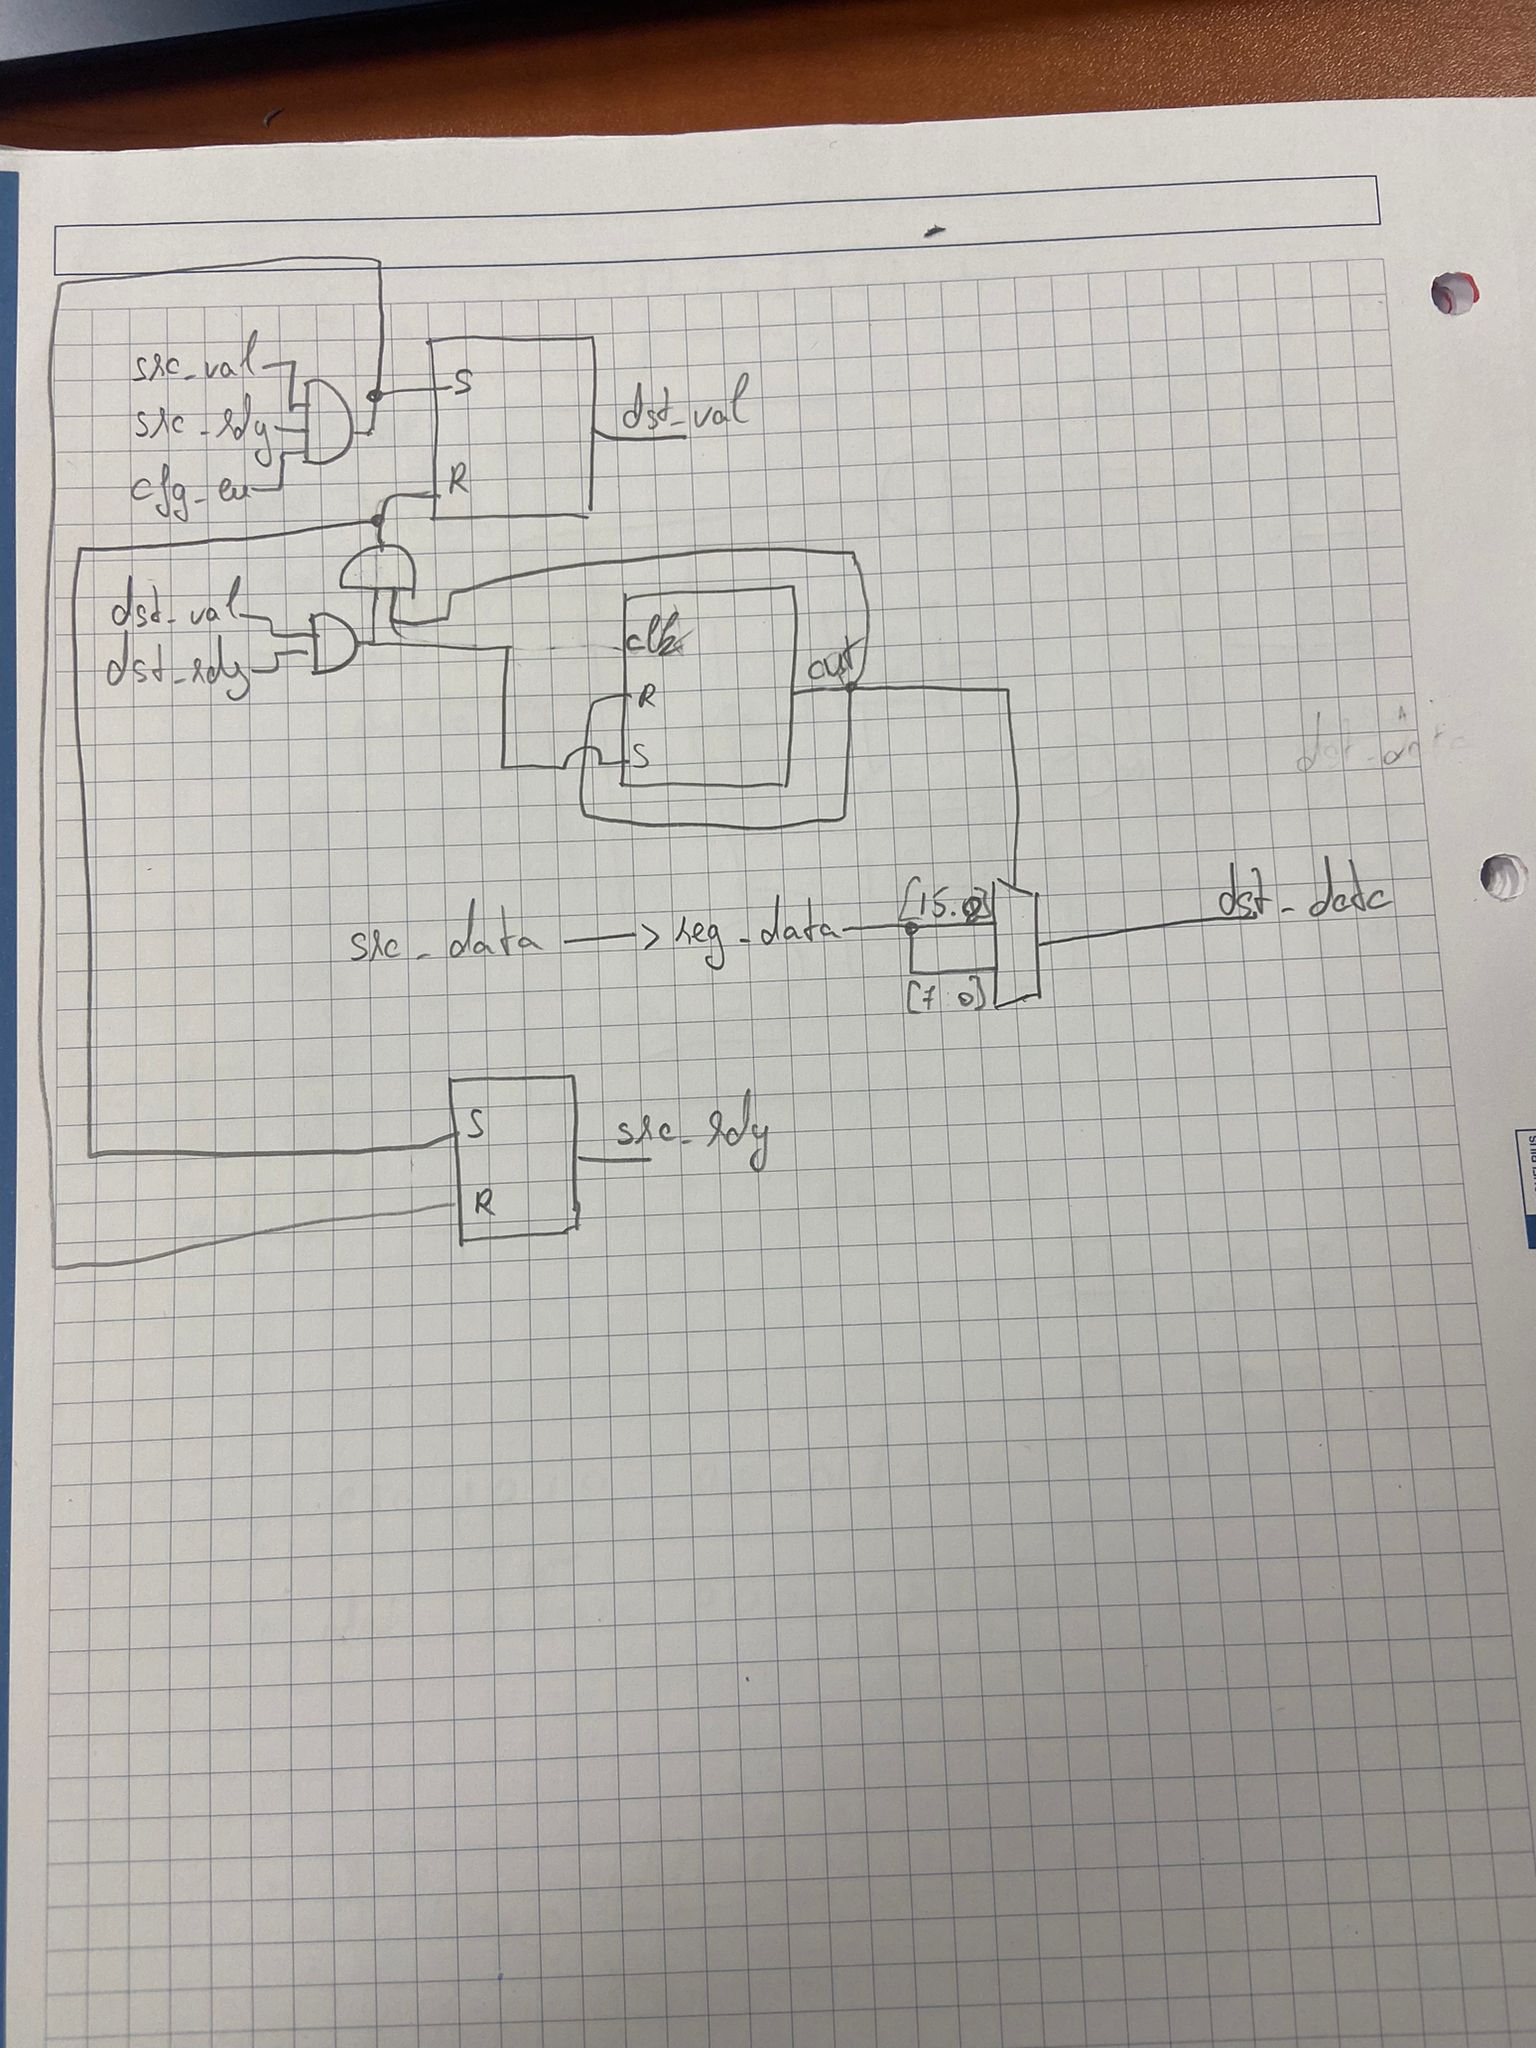 src_val
src_rdy
cfg_en
S
R
dst_val
dst_val
dst_rdy
clk
R
S
out
src_data → reg_data
[15:8]
[7:0]
dst_data
S
R
src_rdy